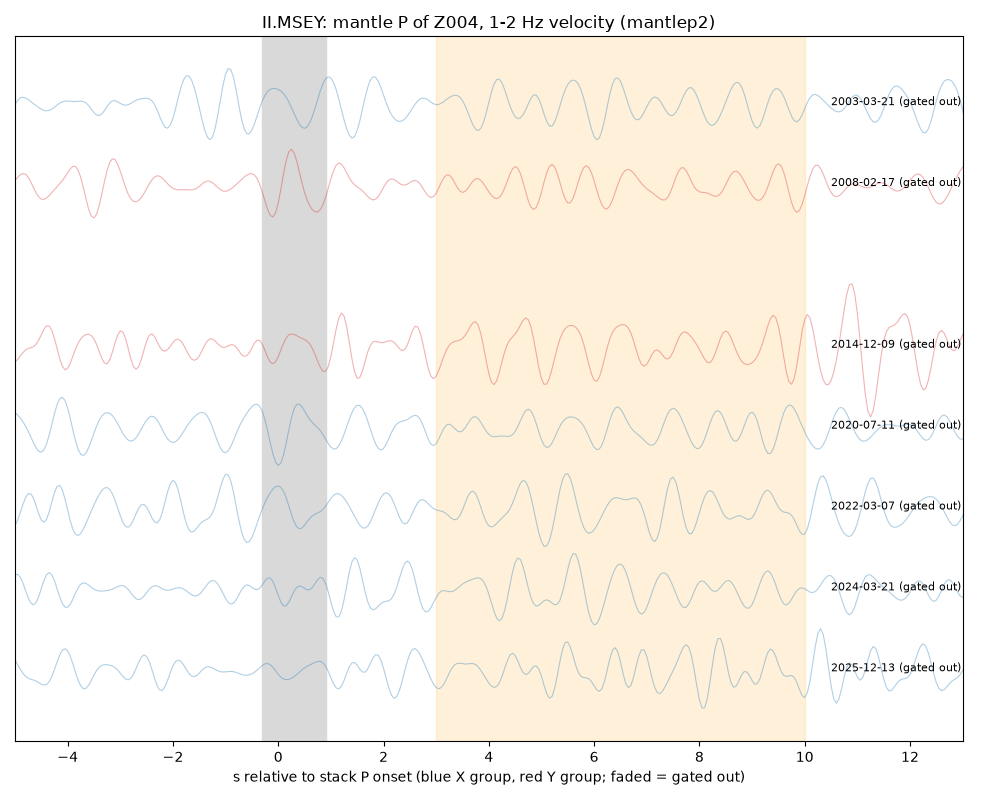 II.MSEY: mantle P of Z004, 1-2 Hz velocity (mantlep2)
2003-03-21 (gated out)
2008-02-17 (gated out)
2014-12-09 (gated out)
2020-07-11 (gated out)
2022-03-07 (gated out)
2024-03-21 (gated out)
2025-12-13 (gated out)
−4 −2 0 2 4 6 8 10 12
s relative to stack P onset (blue X group, red Y group; faded = gated out)